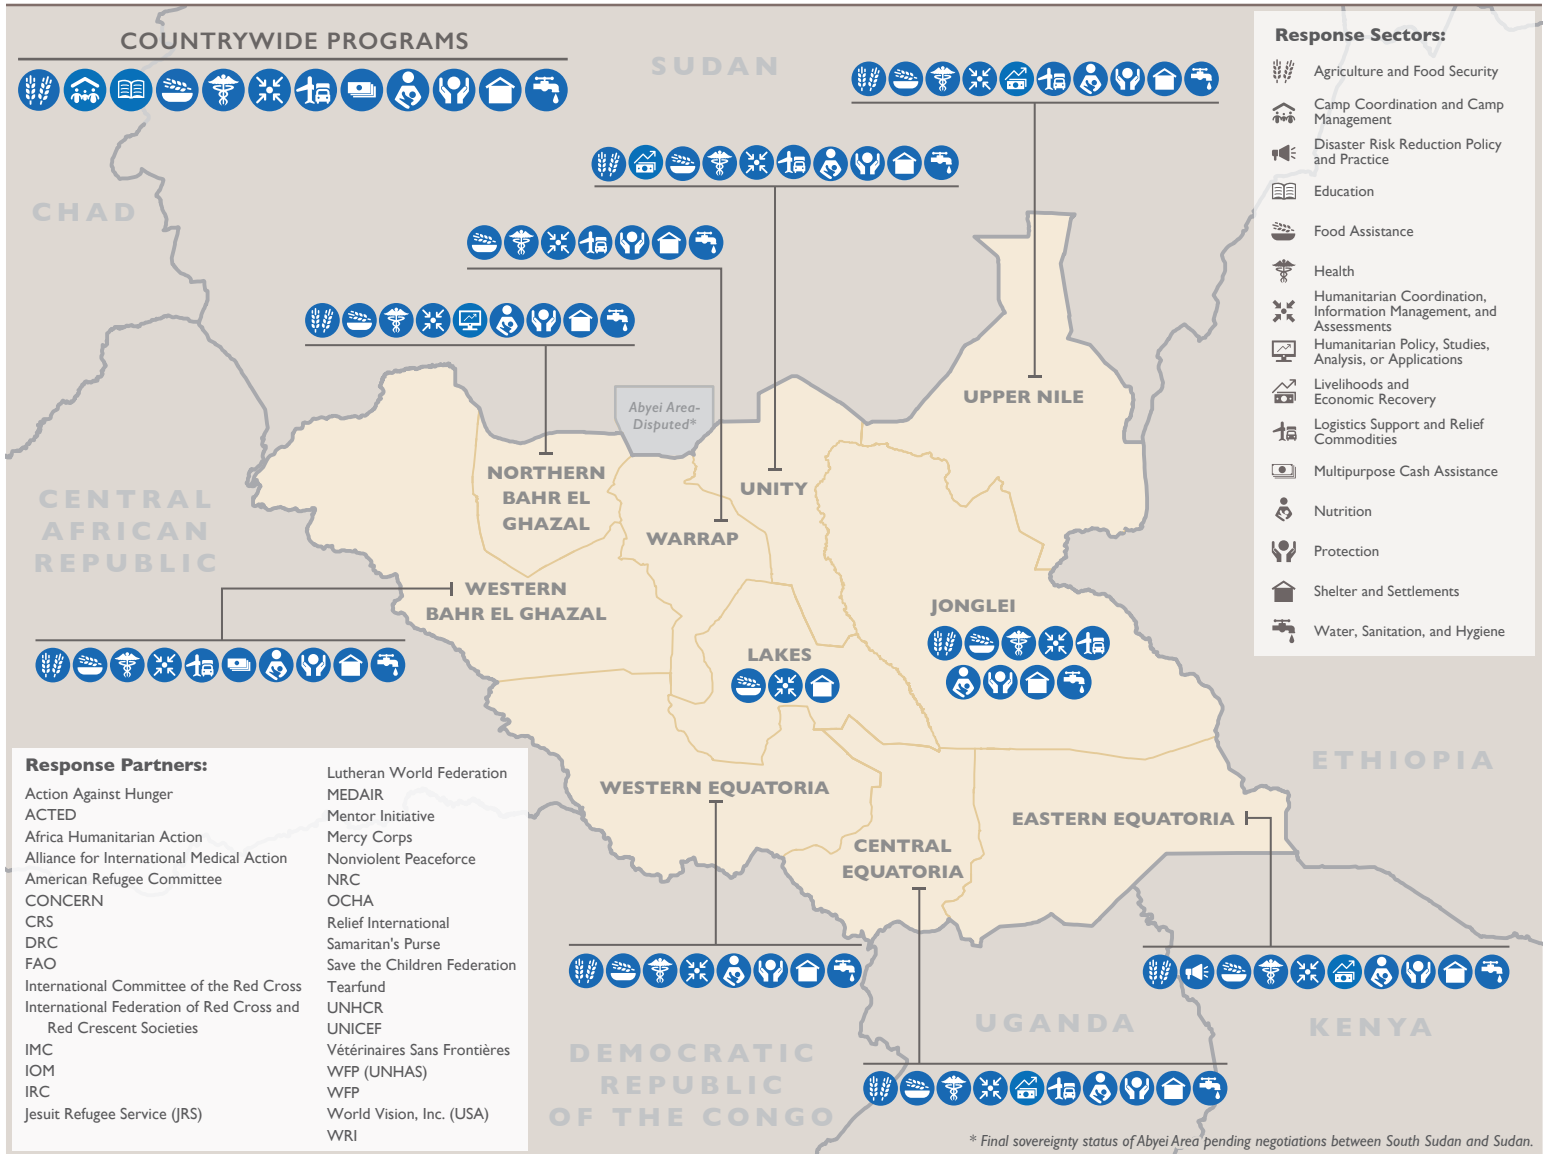 COUNTRYWIDE PROGRAMS
SUDAN
CHAD
CENTRAL
AFRICAN
REPUBLIC
ETHIOPIA
UGANDA
KENYA
DEMOCRATIC
REPUBLIC
OF THE CONGO
Abyei Area-
Disputed*
UPPER NILE
NORTHERN
BAHR EL
GHAZAL
UNITY
WARRAP
WESTERN
BAHR EL GHAZAL
JONGLEI
LAKES
WESTERN EQUATORIA
EASTERN EQUATORIA
CENTRAL
EQUATORIA
Response Sectors:
Agriculture and Food Security
Camp Coordination and Camp
Management
Disaster Risk Reduction Policy
and Practice
Education
Food Assistance
Health
Humanitarian Coordination,
Information Management, and
Assessments
Humanitarian Policy, Studies,
Analysis, or Applications
Livelihoods and
Economic Recovery
Logistics Support and Relief
Commodities
Multipurpose Cash Assistance
Nutrition
Protection
Shelter and Settlements
Water, Sanitation, and Hygiene
Response Partners:
Action Against Hunger
ACTED
Africa Humanitarian Action
Alliance for International Medical Action
American Refugee Committee
CONCERN
CRS
DRC
FAO
International Committee of the Red Cross
International Federation of Red Cross and
Red Crescent Societies
IMC
IOM
IRC
Jesuit Refugee Service (JRS)
Lutheran World Federation
MEDAIR
Mentor Initiative
Mercy Corps
Nonviolent Peaceforce
NRC
OCHA
Relief International
Samaritan's Purse
Save the Children Federation
Tearfund
UNHCR
UNICEF
Vétérinaires Sans Frontières
WFP (UNHAS)
WFP
World Vision, Inc. (USA)
WRI
* Final sovereignty status of Abyei Area pending negotiations between South Sudan and Sudan.